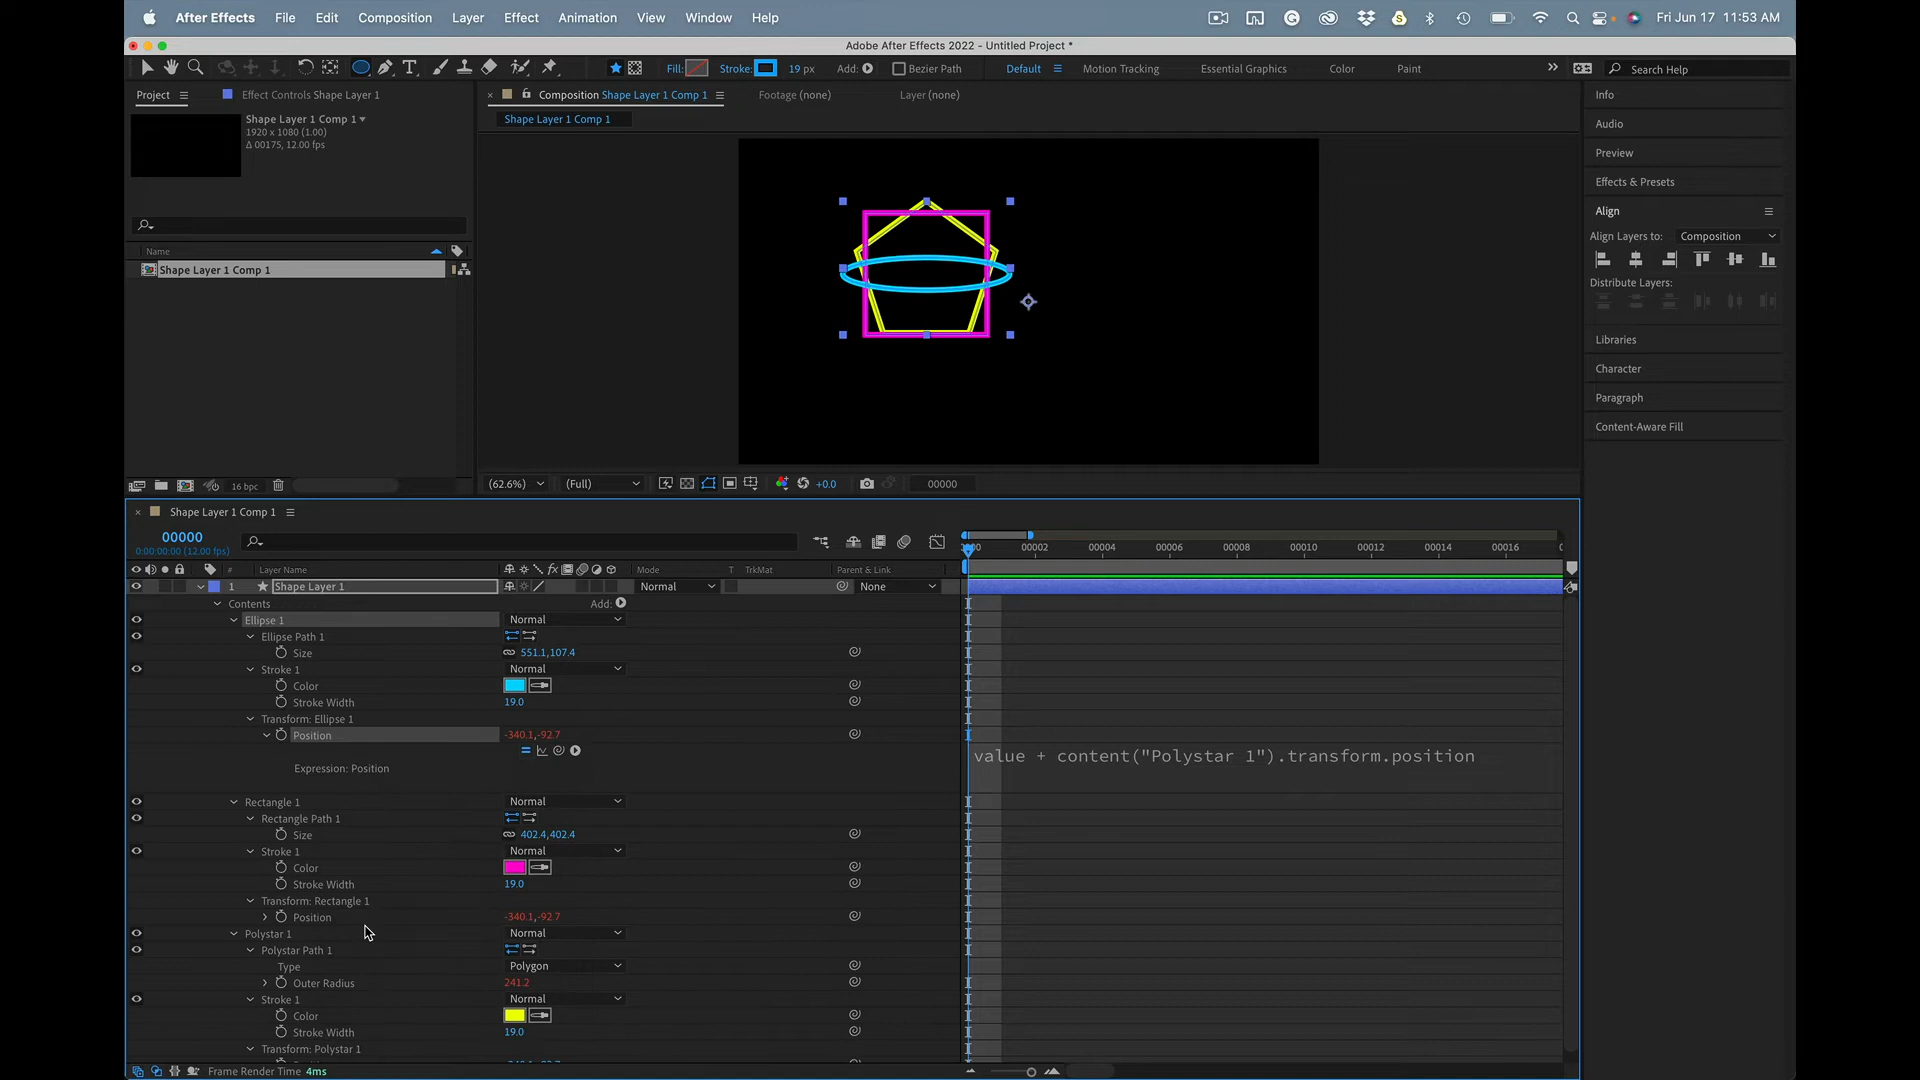 After Effects File Edit Composition Layer Effect Animation View Window Help Fri Jun 17 11:53 AM
Adobe After Effects 2022 - Untitled Project *
Fill: Stroke: 19 px Add: Bezier Path Default Motion Tracking Essential Graphics Color Paint Search Help
Project Effect Controls Shape Layer 1 Composition Shape Layer 1 Comp 1 Footage (none) Layer (none) Info
Shape Layer 1 Comp 1 Shape Layer 1 Comp 1
1920 x 1080 (1.00) Audio
Δ 00175, 12.00 fps
Preview
Effects & Presets
Align
Align Layers to: Composition
Name
Shape Layer 1 Comp 1
Distribute Layers:
Libraries
Character
Paragraph
Content-Aware Fill
16 bpc (62.6%) (Full) +0.0 00000
Shape Layer 1 Comp 1
00000
0:00:00:00 (12.00 fps)
00002 00004 00006 00008 00010 00012 00014 00016
# Layer Name Mode T TrkMat Parent & Link
1 Shape Layer 1 Normal None
Contents Add:
Ellipse 1 Normal
Ellipse Path 1
Size 551.1,107.4
Stroke 1 Normal
Color
Stroke Width 19.0
Transform: Ellipse 1
Position -340.1,-92.7
value + content("Polystar 1").transform.position
Expression: Position
Rectangle 1 Normal
Rectangle Path 1
Size 402.4,402.4
Stroke 1 Normal
Color
Stroke Width 19.0
Transform: Rectangle 1
Position -340.1,-92.7
Polystar 1 Normal
Polystar Path 1
Type Polygon
Outer Radius 241.2
Stroke 1 Normal
Color
Stroke Width 19.0
Transform: Polystar 1
Frame Render Time 4ms